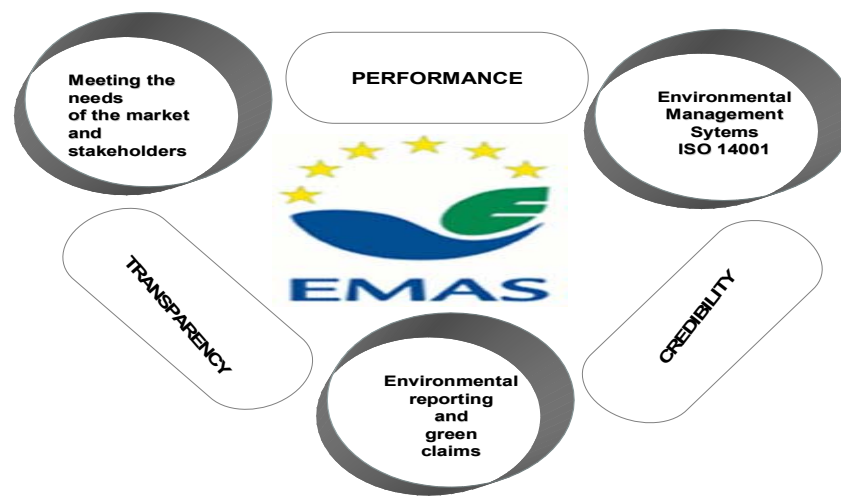 Meeting the
needs
of the market
and
stakeholders
PERFORMANCE
Environmental
Management
Sytems
ISO 14001
TRANSPARENCY
EMAS
CREDIBILITY
Environmental
reporting
and
green
claims